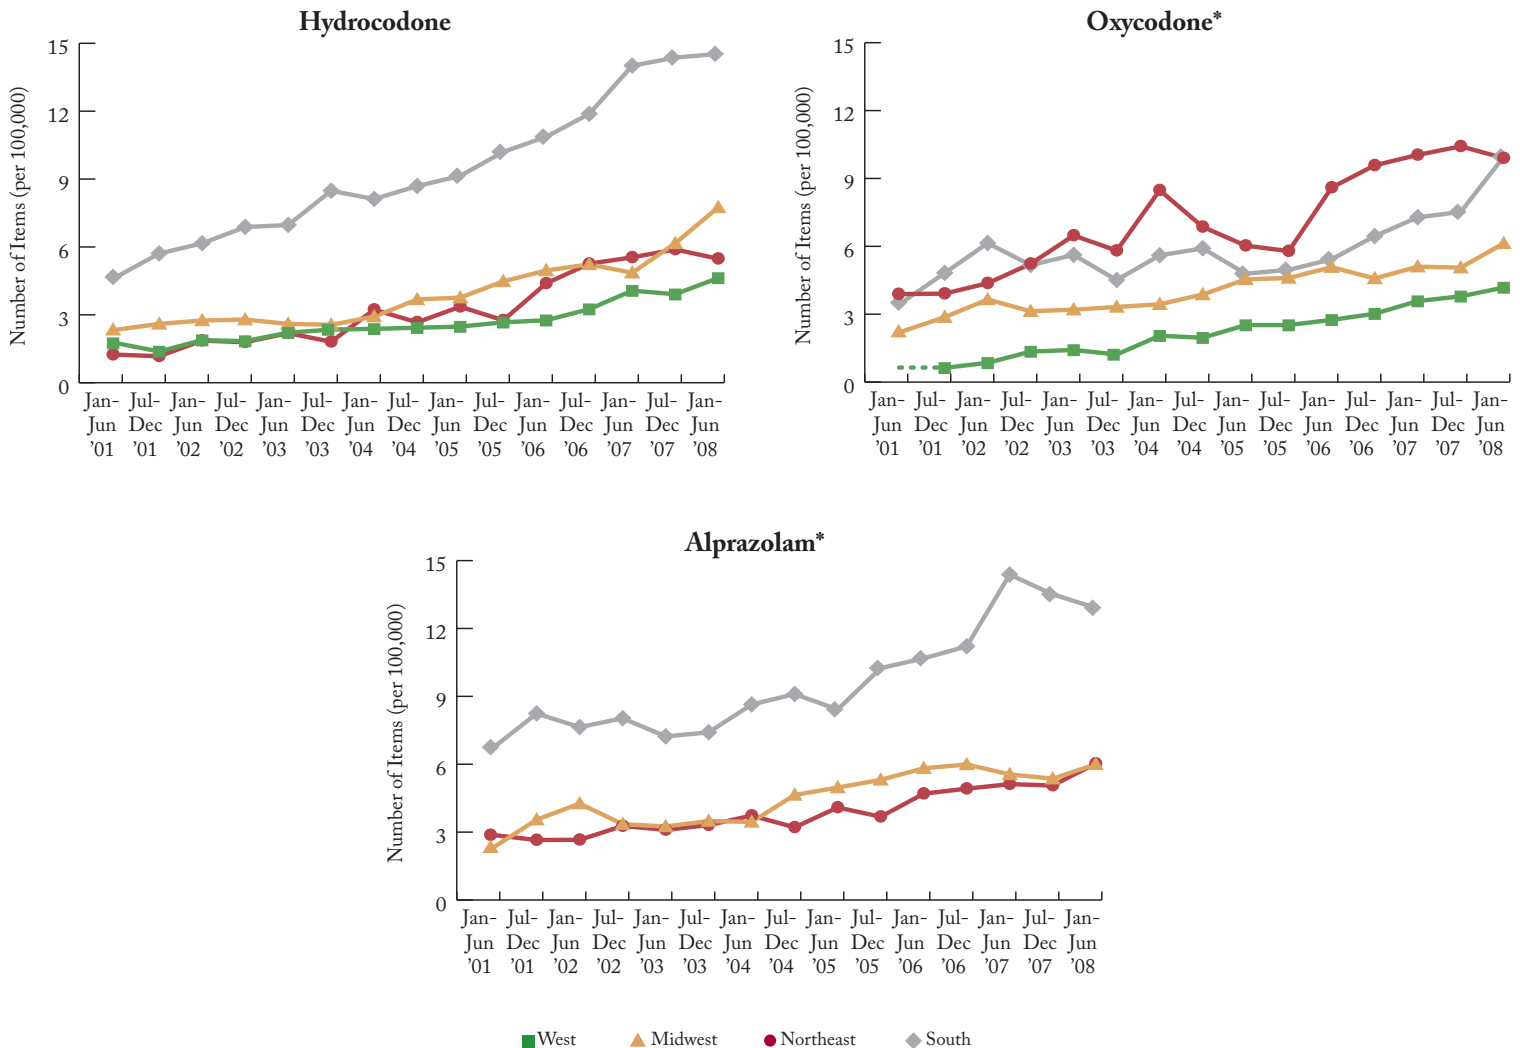 Hydrocodone
Number of Items (per 100,000)
15
12
9
6
3
0
Jan- Jul- Jan- Jul- Jan- Jul- Jan- Jul- Jan- Jul- Jan- Jul- Jan- Jul- Jan-
Jun Dec Jun Dec Jun Dec Jun Dec Jun Dec Jun Dec Jun Dec Jun
’01 ’01 ’02 ’02 ’03 ’03 ’04 ’04 ’05 ’05 ’06 ’06 ’07 ’07 ’08
Oxycodone*
Number of Items (per 100,000)
15
12
9
6
3
0
Jan- Jul- Jan- Jul- Jan- Jul- Jan- Jul- Jan- Jul- Jan- Jul- Jan- Jul- Jan-
Jun Dec Jun Dec Jun Dec Jun Dec Jun Dec Jun Dec Jun Dec Jun
’01 ’01 ’02 ’02 ’03 ’03 ’04 ’04 ’05 ’05 ’06 ’06 ’07 ’07 ’08
Alprazolam*
Number of Items (per 100,000)
15
12
9
6
3
0
Jan- Jul- Jan- Jul- Jan- Jul- Jan- Jul- Jan- Jul- Jan- Jul- Jan- Jul- Jan-
Jun Dec Jun Dec Jun Dec Jun Dec Jun Dec Jun Dec Jun Dec Jun
’01 ’01 ’02 ’02 ’03 ’03 ’04 ’04 ’05 ’05 ’06 ’06 ’07 ’07 ’08
West Midwest Northeast South